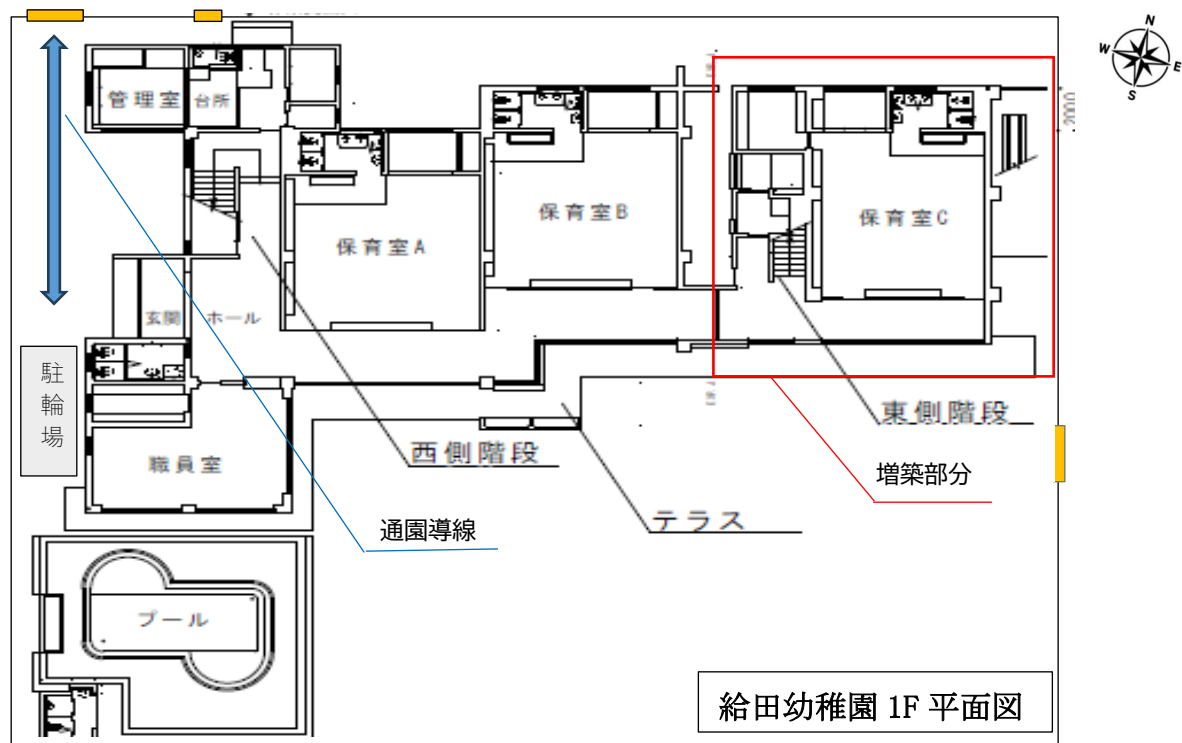 N
W
E
S
管理室
台所
2000
保育室B
保育室C
保育室A
玄関
ホール
駐輪場
東側階段
西側階段
職員室
増築部分
テラス
通園導線
プール
給田幼稚園 1F 平面図